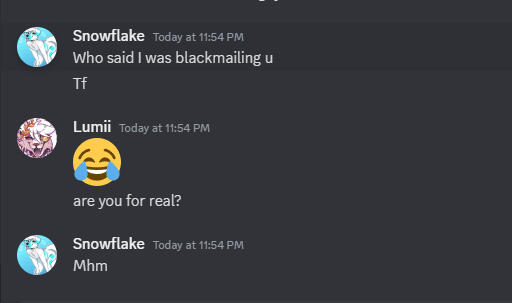 Snowflake Today at 11:54 PM
Who said I was blackmailing u
Tf
Lumii Today at 11:54 PM
😂
are you for real?
Snowflake Today at 11:54 PM
Mhm